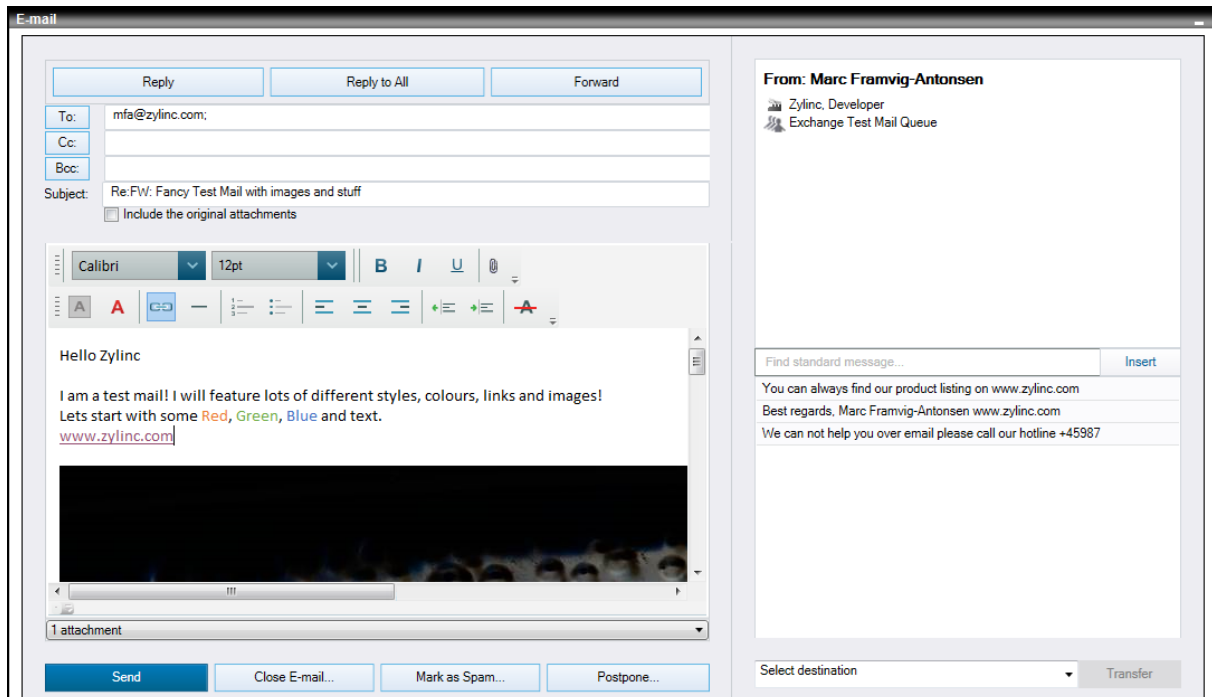 E-mail
Reply Reply to All Forward
To: mfa@zylinc.com;
Cc:
Bcc:
Subject: Re:FW: Fancy Test Mail with images and stuff
Include the original attachments
Calibri 12pt B I U
A A A
Hello Zylinc
I am a test mail! I will feature lots of different styles, colours, links and images!
Lets start with some Red, Green, Blue and text.
www.zylinc.com
1 attachment
Send Close E-mail... Mark as Spam... Postpone...
From: Marc Framvig-Antonsen
Zylinc, Developer
Exchange Test Mail Queue
Find standard message... Insert
You can always find our product listing on www.zylinc.com
Best regards, Marc Framvig-Antonsen www.zylinc.com
We can not help you over email please call our hotline +45987
Select destination Transfer